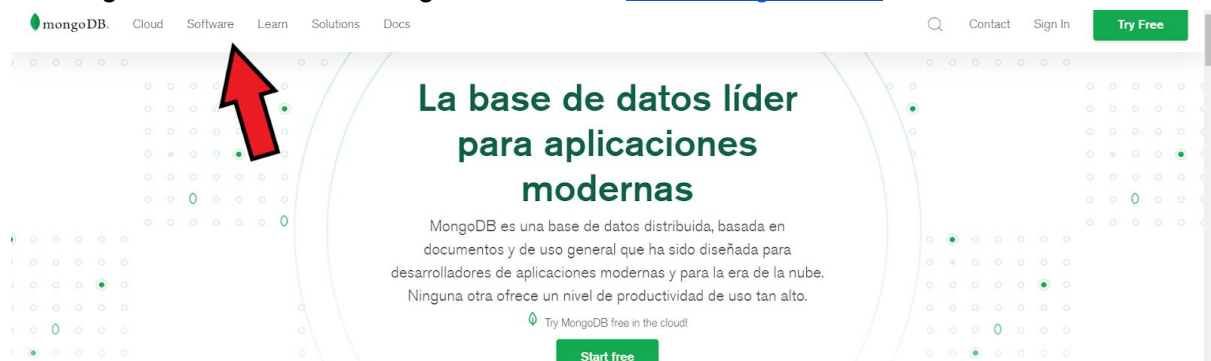 mongoDB. Cloud Software Learn Solutions Docs Contact Sign In Try Free
La base de datos líder
para aplicaciones
modernas
MongoDB es una base de datos distribuida, basada en
documentos y de uso general que ha sido diseñada para
desarrolladores de aplicaciones modernas y para la era de la nube.
Ninguna otra ofrece un nivel de productividad de uso tan alto.
Try MongoDB free in the cloud!
Start free